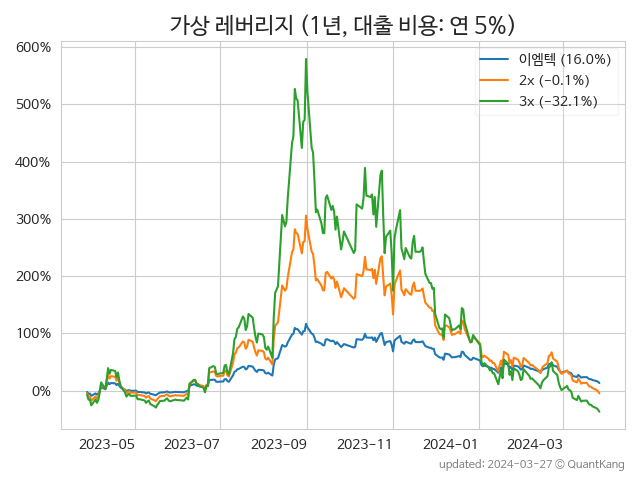 가상 레버리지 (1년, 대출 비용: 연 5%)
600%
500%
400%
300%
200%
100%
0%
이엠텍 (16.0%)
2x (-0.1%)
3x (-32.1%)
2023-05
2023-07
2023-09
2023-11
2024-01
2024-03
updated: 2024-03-27 © QuantKang